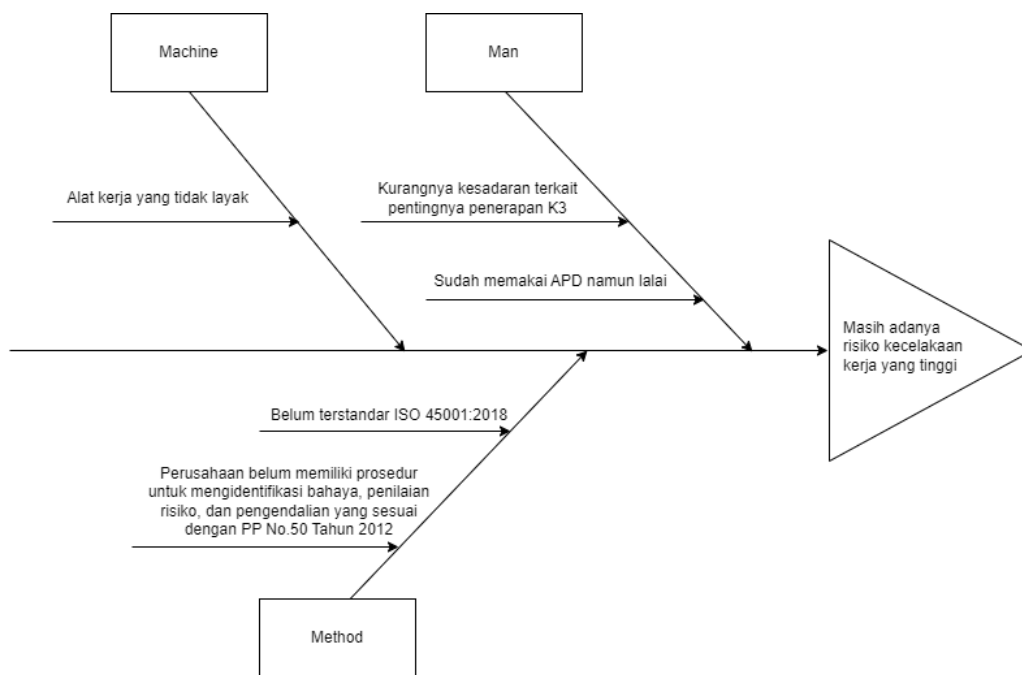 Machine
Man
Alat kerja yang tidak layak
Kurangnya kesadaran terkait
pentingnya penerapan K3
Sudah memakai APD namun lalai
Masih adanya
risiko kecelakaan
kerja yang tinggi
Belum terstandar ISO 45001:2018
Perusahaan belum memiliki prosedur
untuk mengidentifikasi bahaya, penilaian
risiko, dan pengendalian yang sesuai
dengan PP No.50 Tahun 2012
Method